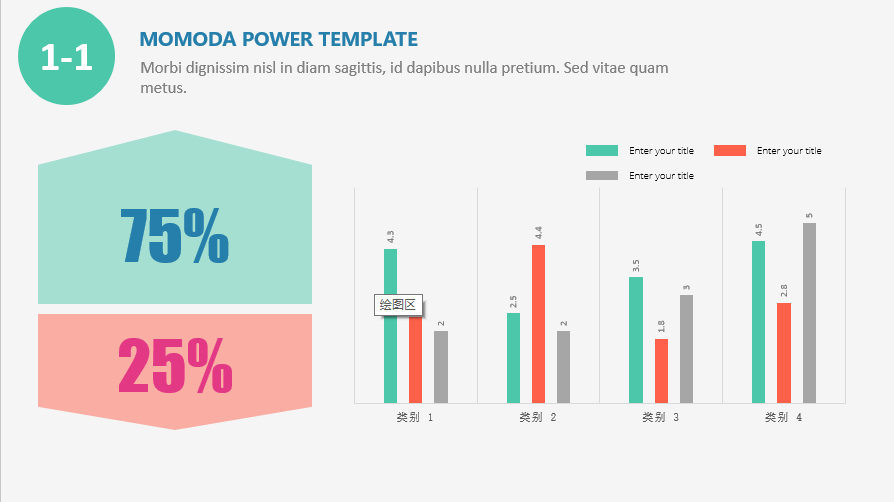 1-1
MOMODA POWER TEMPLATE
Morbi dignissim nisl in diam sagittis, id dapibus nulla pretium. Sed vitae quam
metus.
75%
25%
Enter your title
Enter your title
Enter your title
4.3
2
绘图区
2.5
4.4
2
3.5
1.8
3
4.5
2.8
5
类别 1
类别 2
类别 3
类别 4